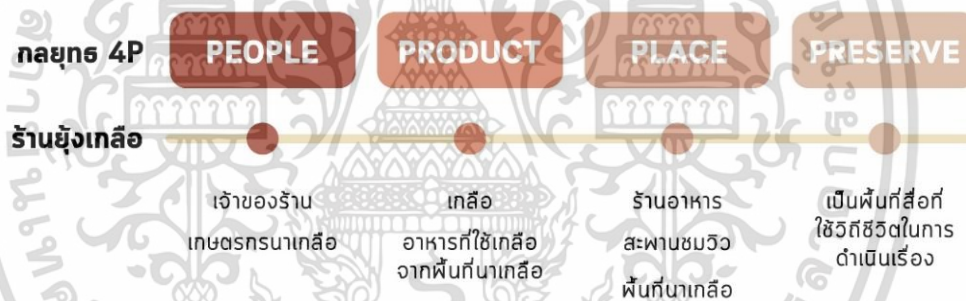 กลยุทธ 4P PEOPLE PRODUCT PLACE PRESERVE
ร้านยุ้งเกลือ
เจ้าของร้าน
เกษตรกรนาเกลือ
เกลือ
อาหารที่ใช้เกลือ
จากพื้นที่นาเกลือ
ร้านอาหาร
สะพานชมวิว
พื้นที่นาเกลือ
เป็นพื้นที่สื่อที่
ใช้วิถีชีวิตในการ
ดำเนินเรื่อง